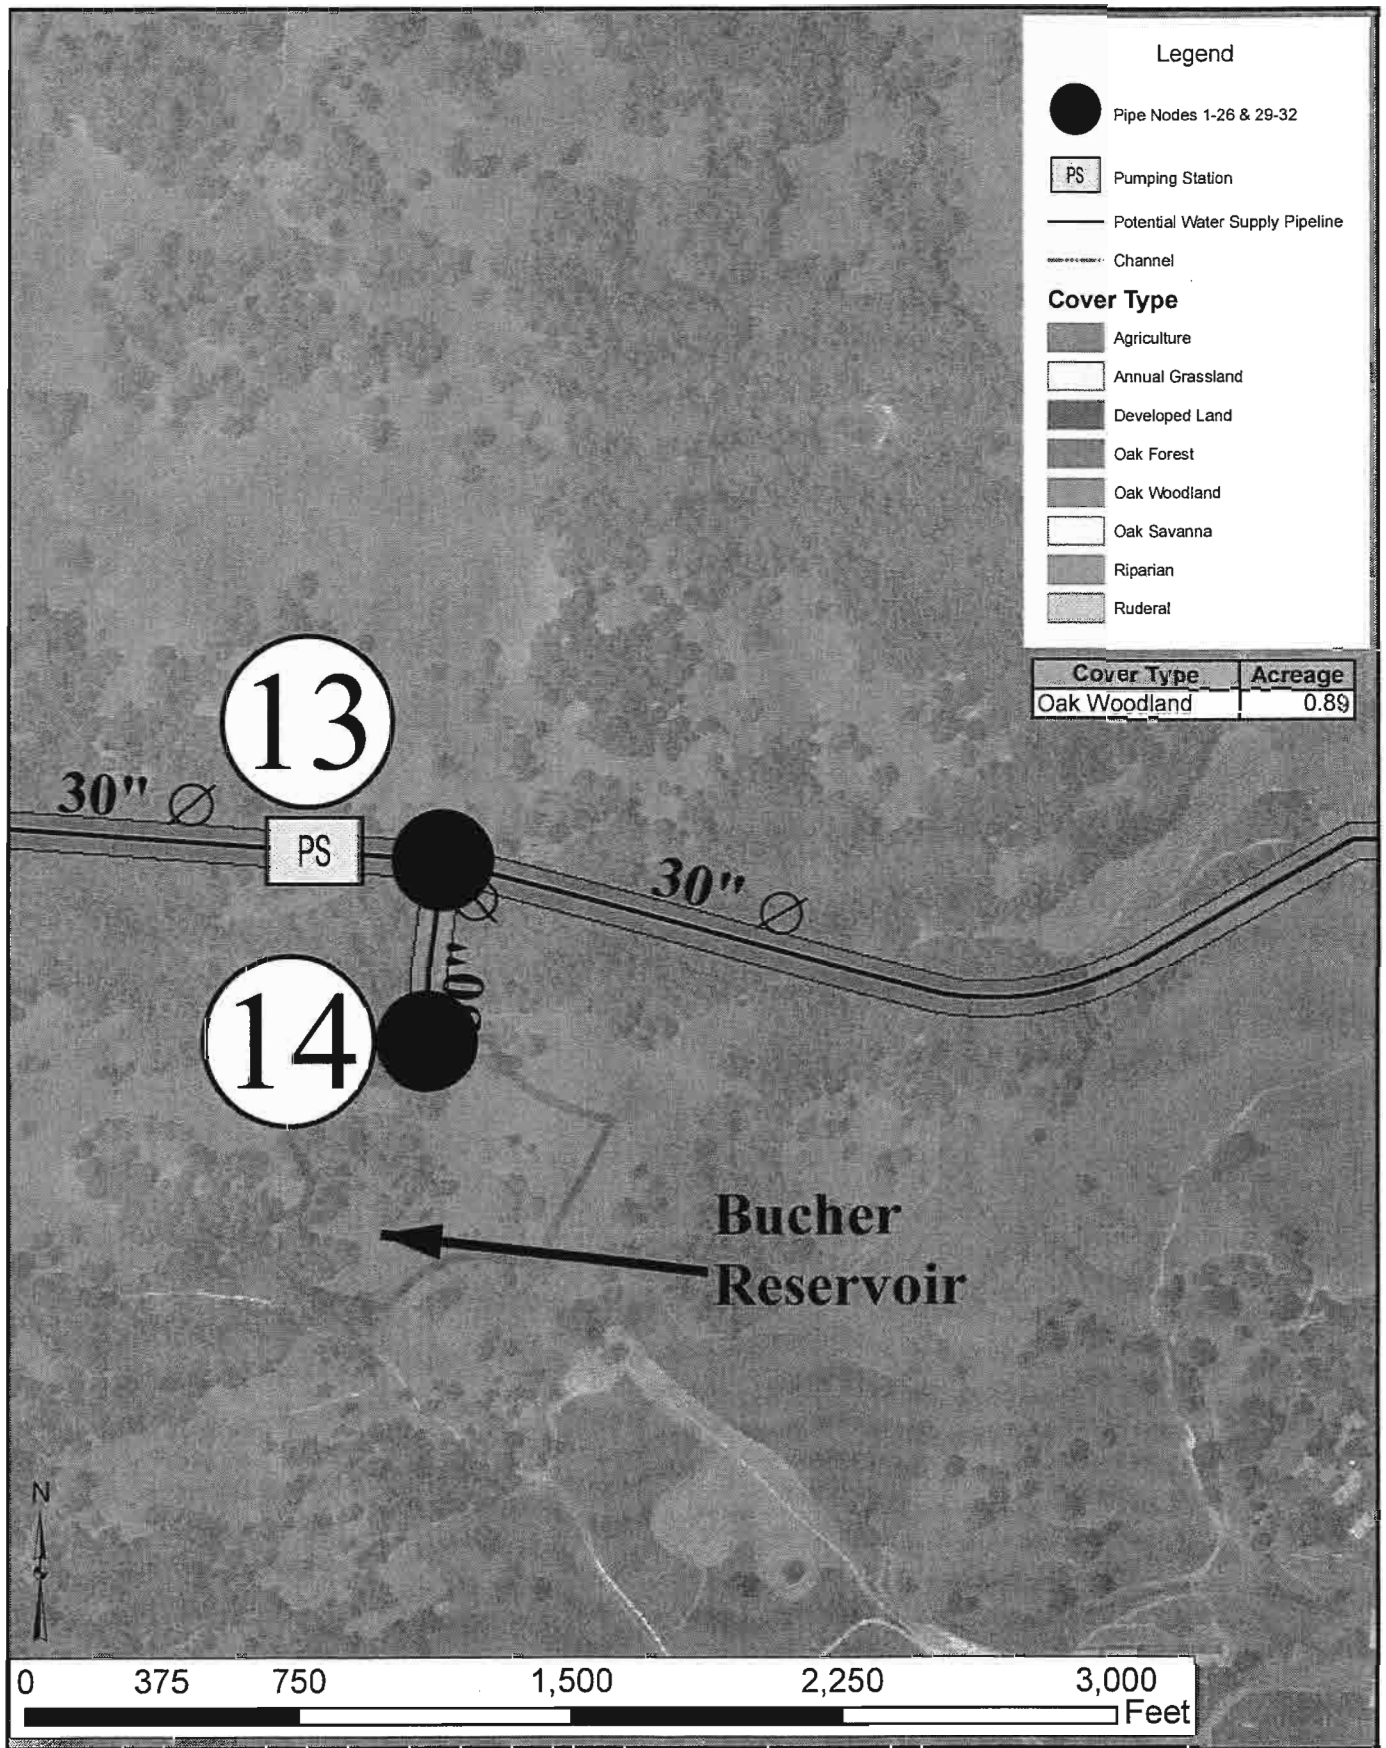 Legend
Pipe Nodes 1-26 & 29-32
PS Pumping Station
Potential Water Supply Pipeline
Channel
Cover Type
Agriculture
Annual Grassland
Developed Land
Oak Forest
Oak Woodland
Oak Savanna
Riparian
Ruderal
Cover Type Acreage
Oak Woodland 0.89
13
30" Ø
PS
30" Ø
14
Bucher
Reservoir
N
0 375 750 1,500 2,250 3,000
Feet